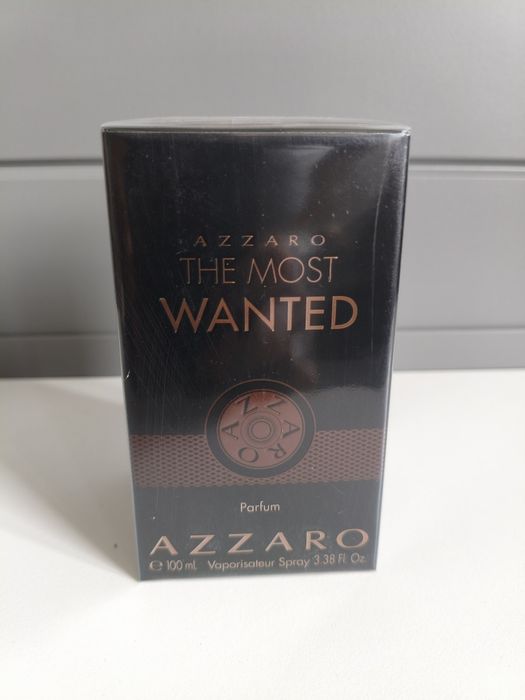 AZZARO
THE MOST
WANTED
AZZARO
Parfum
AZZARO
℮ 100 ml Vaporisateur Spray 3.38 Fl. Oz.